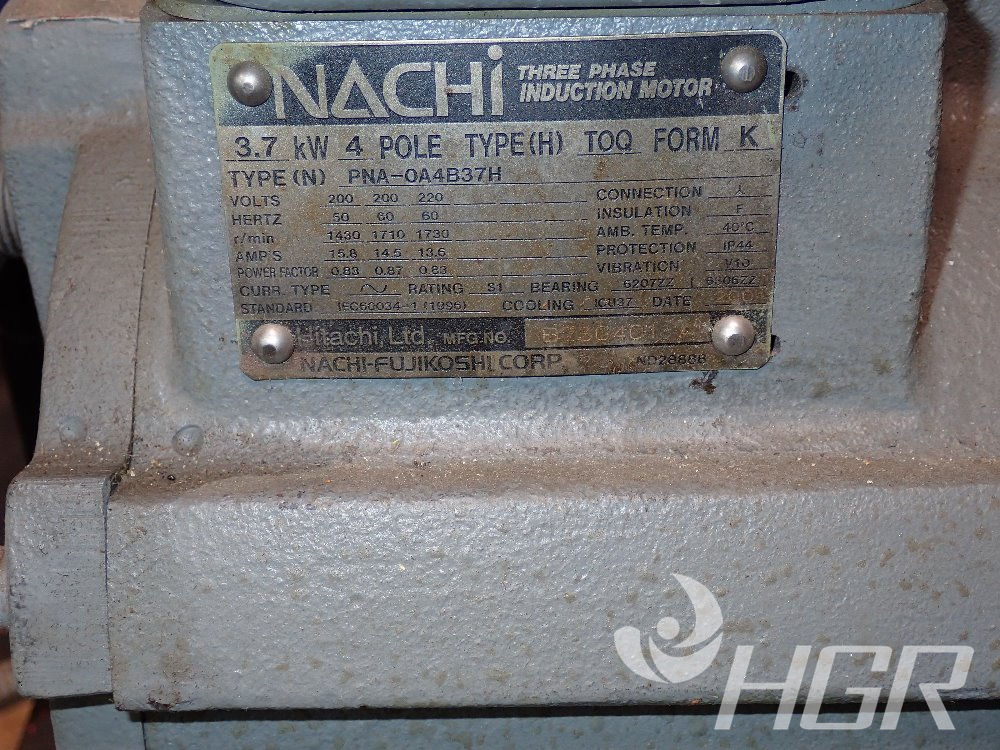 NACHI THREE PHASE INDUCTION MOTOR
3.7 kW 4 POLE TYPE(H) TOQ FORM K
TYPE(N) PNA-0A4B37H
VOLTS 200 200 220 CONNECTION
HERTZ 50 60 60 INSULATION F
r/min 1430 1710 1730 AMB. TEMP. 40°C
AMP'S 15.8 14.5 13.6 PROTECTION IP44
POWER FACTOR 0.83 0.87 0.83 VIBRATION V10
CURR. TYPE RATING S1 BEARING 6207ZZ
STANDARD IEC60034-1 (1996) COOLING DATE
Hitachi, Ltd. MFG NO.
NACHI-FUJIKOSHI CORP.
HGR